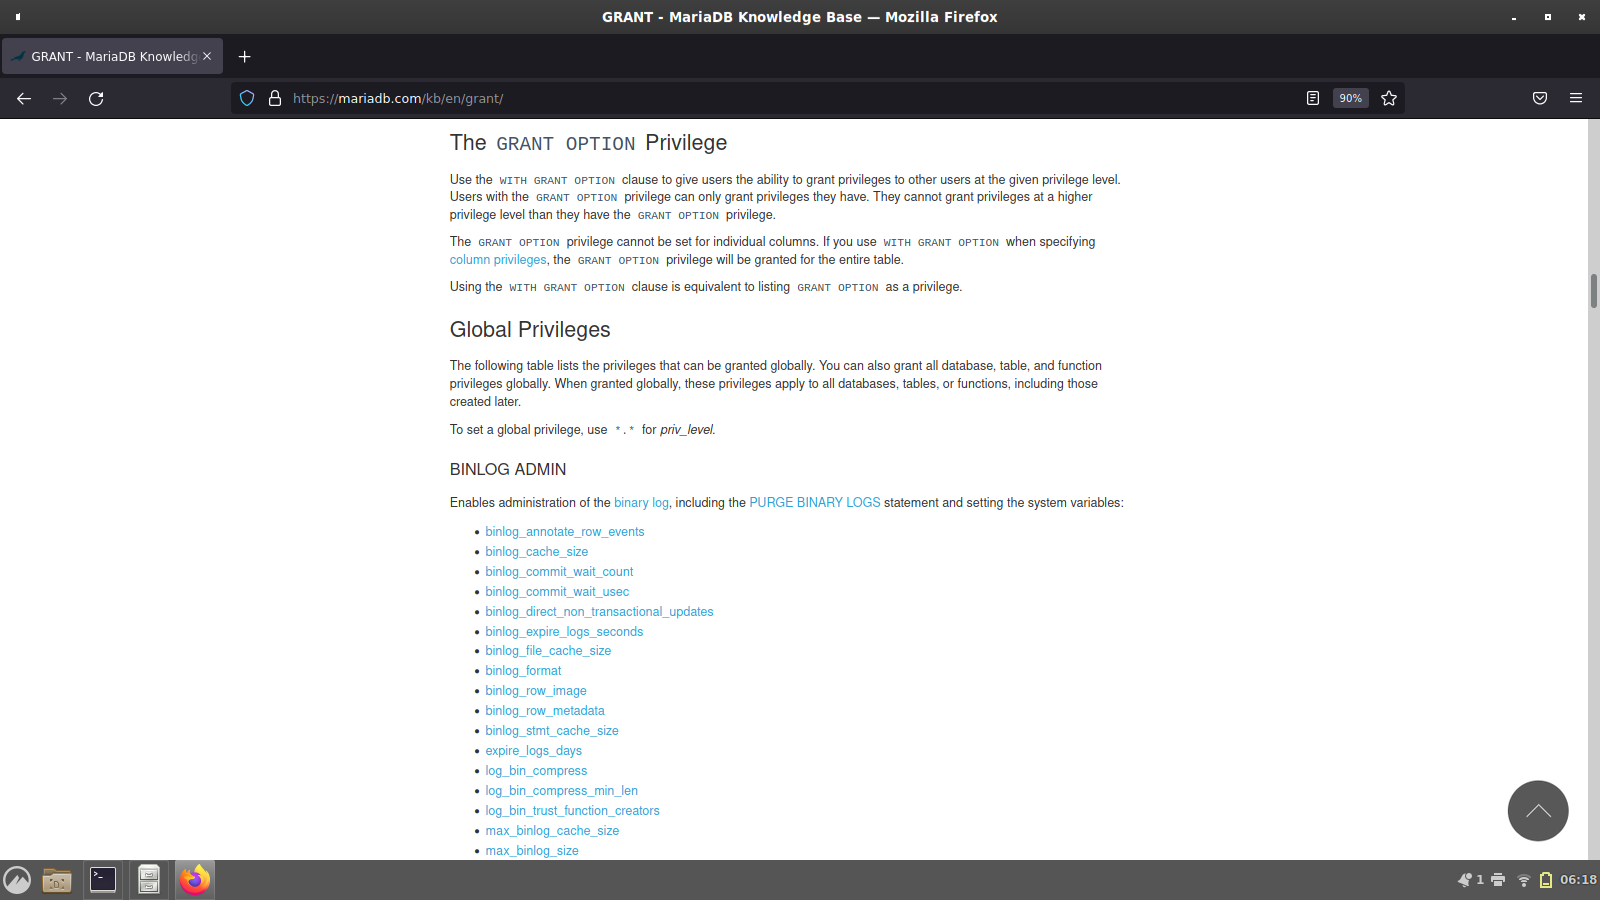 GRANT - MariaDB Knowledge Base — Mozilla Firefox
GRANT - MariaDB Knowledg
https://mariadb.com/kb/en/grant/
90%
The GRANT OPTION Privilege
Use the WITH GRANT OPTION clause to give users the ability to grant privileges to other users at the given privilege level.
Users with the GRANT OPTION privilege can only grant privileges they have. They cannot grant privileges at a higher
privilege level than they have the GRANT OPTION privilege.
The GRANT OPTION privilege cannot be set for individual columns. If you use WITH GRANT OPTION when specifying
column privileges, the GRANT OPTION privilege will be granted for the entire table.
Using the WITH GRANT OPTION clause is equivalent to listing GRANT OPTION as a privilege.
Global Privileges
The following table lists the privileges that can be granted globally. You can also grant all database, table, and function
privileges globally. When granted globally, these privileges apply to all databases, tables, or functions, including those
created later.
To set a global privilege, use *.* for priv_level.
BINLOG ADMIN
Enables administration of the binary log, including the PURGE BINARY LOGS statement and setting the system variables:
• binlog_annotate_row_events
• binlog_cache_size
• binlog_commit_wait_count
• binlog_commit_wait_usec
• binlog_direct_non_transactional_updates
• binlog_expire_logs_seconds
• binlog_file_cache_size
• binlog_format
• binlog_row_image
• binlog_row_metadata
• binlog_stmt_cache_size
• expire_logs_days
• log_bin_compress
• log_bin_compress_min_len
• log_bin_trust_function_creators
• max_binlog_cache_size
• max_binlog_size
1
06:18